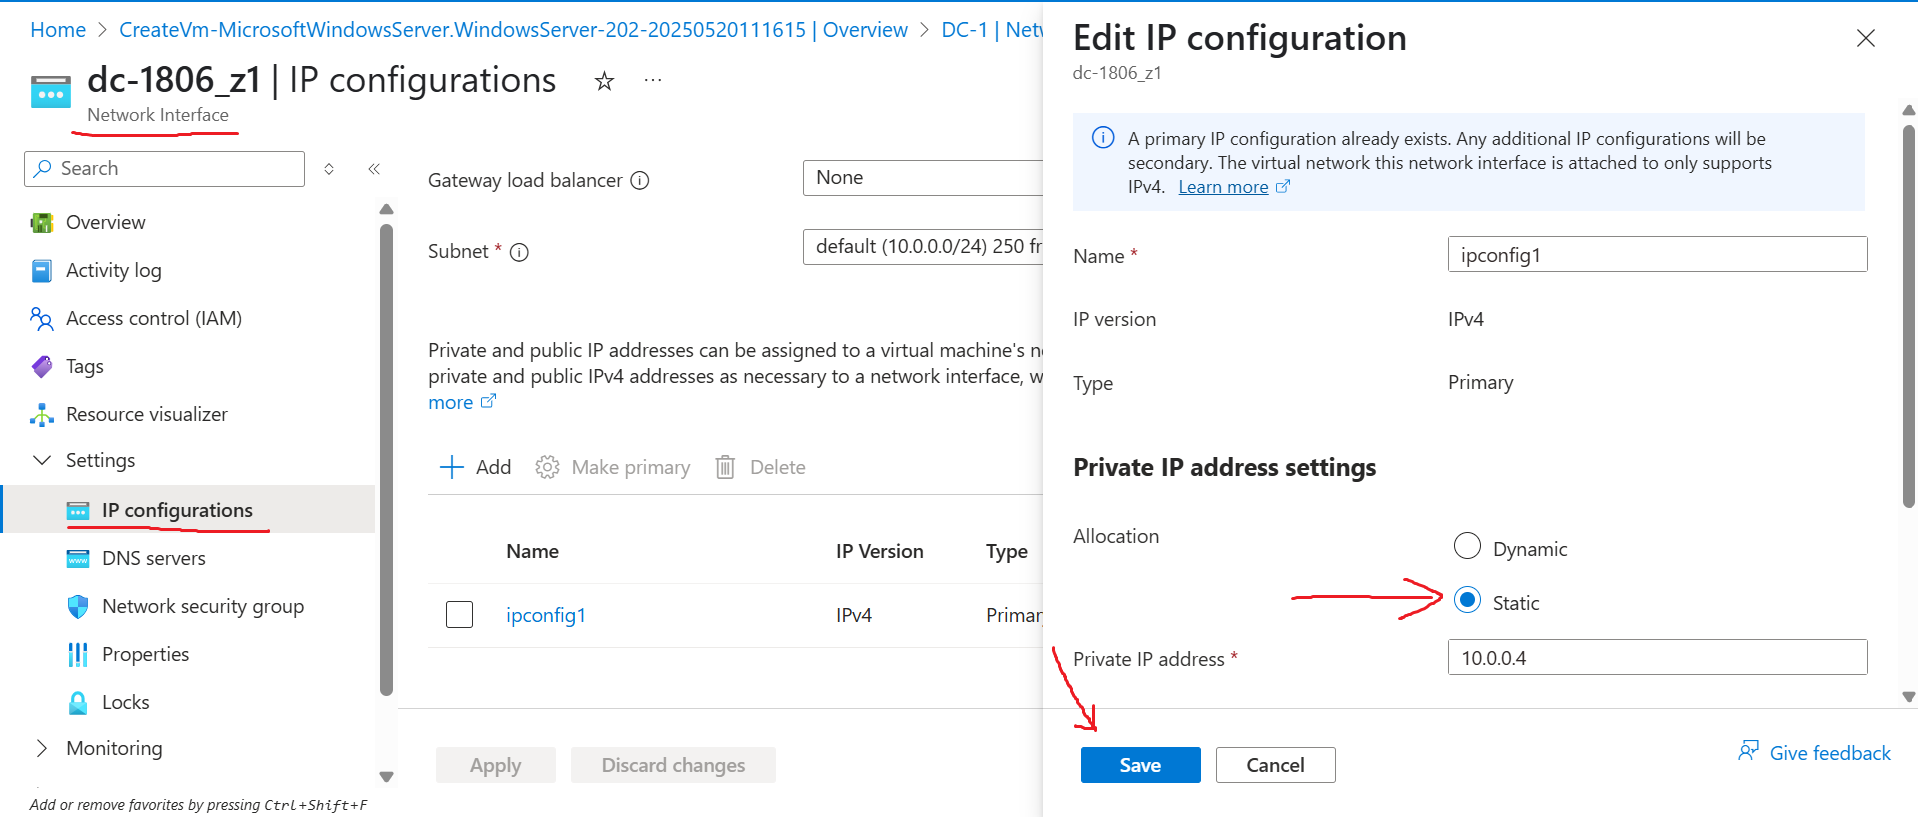 Home > CreateVm-MicrosoftWindowsServer.WindowsServer-202-20250520111615 | Overview > DC-1 |
dc-1806_z1 | IP configurations
Network Interface
Search
Overview
Activity log
Access control (IAM)
Tags
Resource visualizer
Settings
IP configurations
DNS servers
Network security group
Properties
Locks
Monitoring
Add or remove favorites by pressing Ctrl+Shift+F
Gateway load balancer
None
Subnet *
default (10.0.0.0/24) 250
Private and public IP addresses can be assigned to a virtual machine's
private and public IPv4 addresses as necessary to a network interface,
more
Add Make primary Delete
Name IP Version Type
ipconfig1 IPv4 Primary
Apply Discard changes
Edit IP configuration
dc-1806_z1
A primary IP configuration already exists. Any additional IP configurations will be
secondary. The virtual network this network interface is attached to only supports
IPv4. Learn more
Name * ipconfig1
IP version IPv4
Type Primary
Private IP address settings
Allocation
Dynamic
Static
Private IP address * 10.0.0.4
Save Cancel
Give feedback